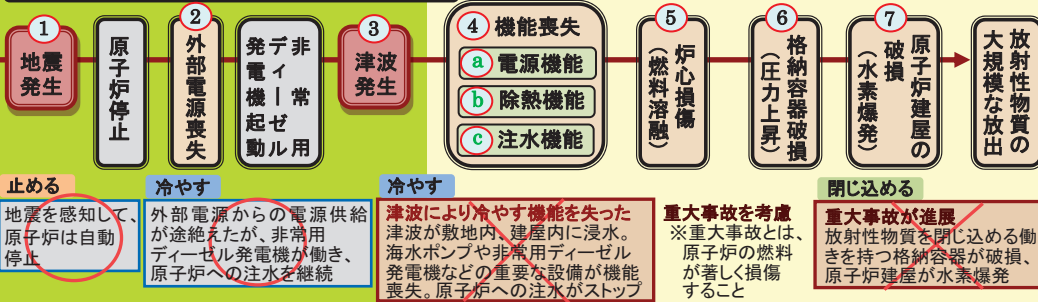 ①
地震
発生
原子炉停止
②
外部電源喪失
非常用
ディーゼル
発電機起動
③
津波
発生
④ 機能喪失
a 電源機能
b 除熱機能
c 注水機能
⑤
炉心損傷
（燃料溶融）
⑥
格納容器破損
（圧力上昇）
⑦
原子炉建屋の
破損
（水素爆発）
放射性物質の
大規模な放出
止める
地震を感知して、
原子炉は自動
停止
冷やす
外部電源からの電源供給
が途絶えたが、非常用
ディーゼル発電機が働き、
原子炉への注水を継続
冷やす
津波により冷やす機能を失った
津波が敷地内、建屋内に浸水。
海水ポンプや非常用ディーゼル
発電機などの重要な設備が機能
喪失。原子炉への注水がストップ
重大事故を考慮
※重大事故とは、
原子炉の燃料
が著しく損傷
すること
閉じ込める
重大事故が進展
放射性物質を閉じ込める働
きを持つ格納容器が破損、
原子炉建屋が水素爆発